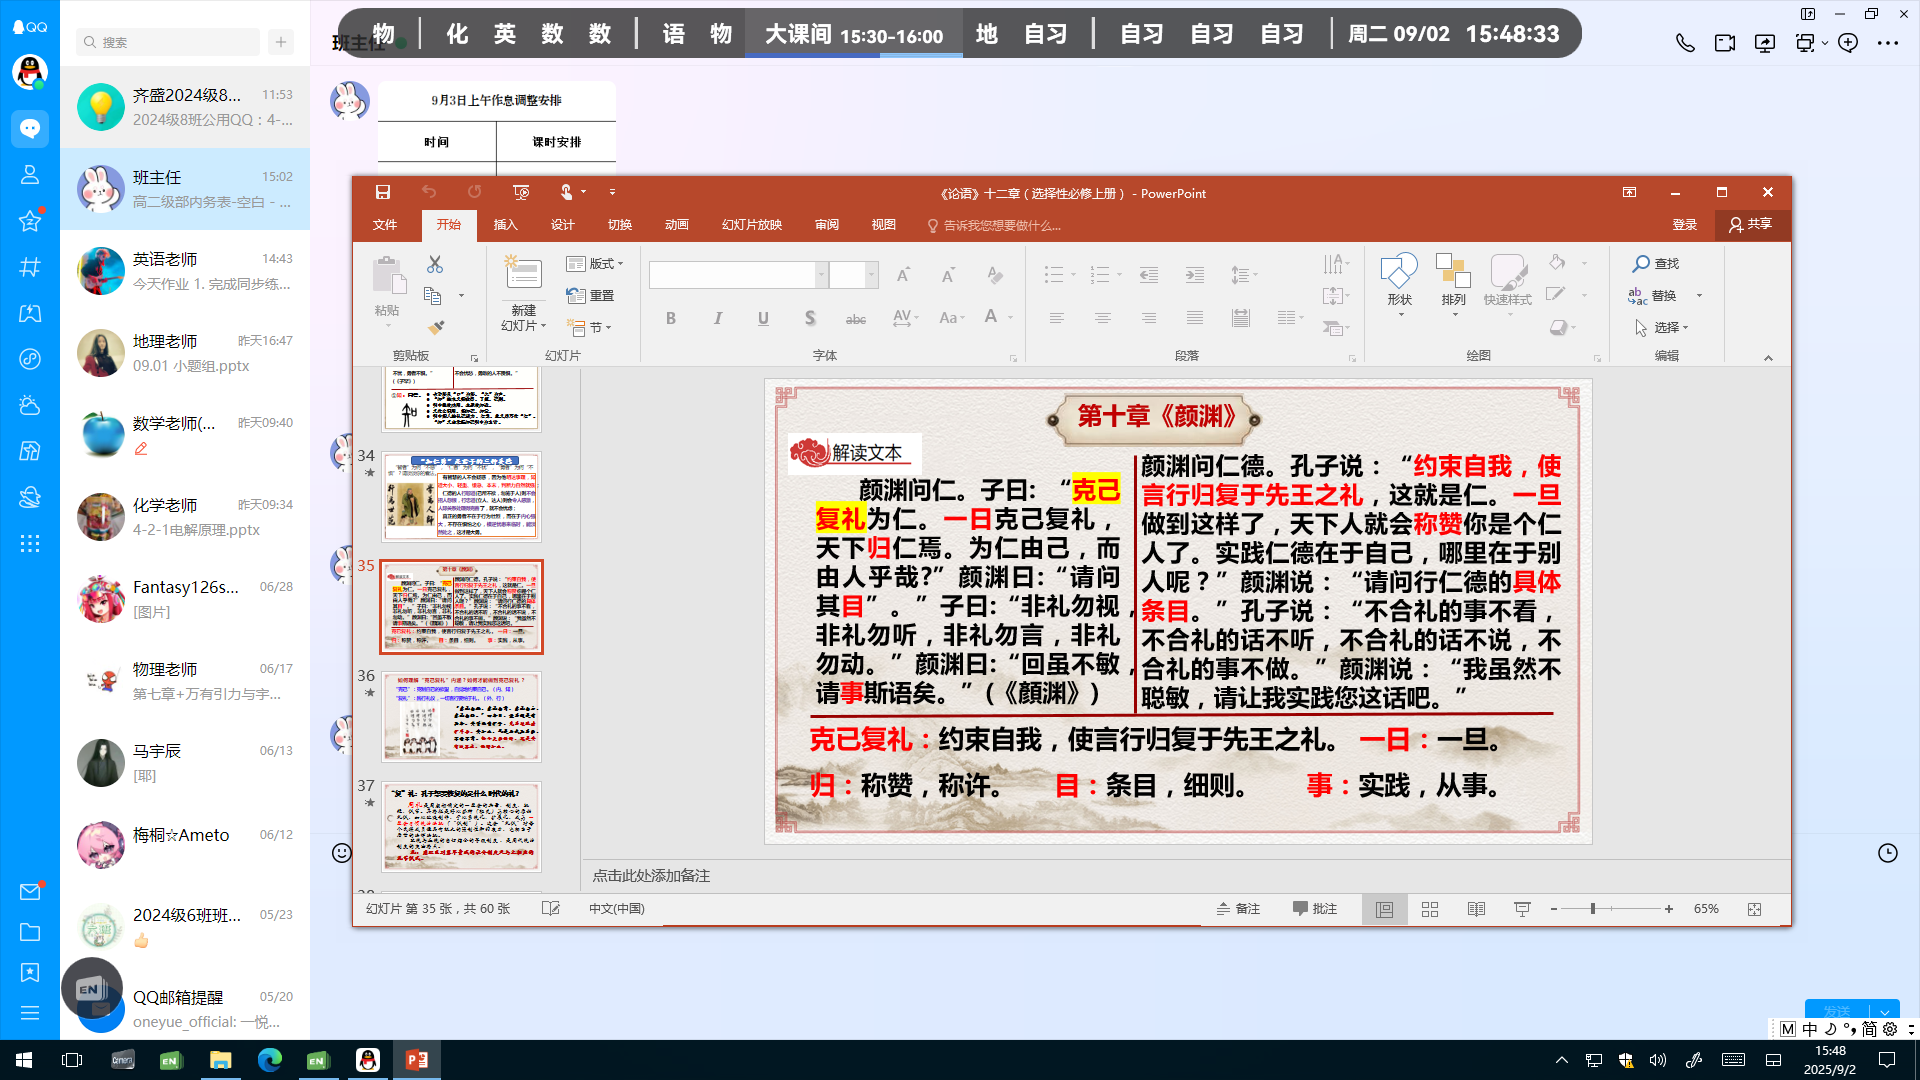 物 | 化 英 数 数 | 语 物 大课间 15:30-16:00 地 自习 | 自习 自习 自习 | 周二 09/02 15:48:33
QQ
搜索
齐盛2024级8... 11:53
2024级8班公用QQ：4-...
班主任 15:02
高二级部内务表-空白 - ...
英语老师 14:43
今天作业 1. 完成同步练...
地理老师 昨天16:47
09.01 小题组.pptx
数学老师(... 昨天09:40
化学老师 昨天09:34
4-2-1电解原理.pptx
Fantasy126s... 06/28
[图片]
物理老师 06/17
第七章+万有引力与宇...
马宇辰 06/13
[耶]
梅桐☆Ameto 06/12
2024级6班班... 05/23
QQ邮箱提醒 05/20
oneyue_official: 一悦...
EN
班主任
9月3日上午作息调整安排
时间 课时安排
《论语》十二章（选择性必修上册） - PowerPoint
文件 开始 插入 设计 切换 动画 幻灯片放映 审阅 视图 告诉我您想要做什么... 登录 共享
粘贴
剪贴板
新建
幻灯片
版式
重置
节
幻灯片
B I U S abc AV Aa A
字体
段落
形状 排列 快速样式
绘图
查找
替换
选择
编辑
34
35
36
37
第十章《颜渊》
解读文本
颜渊问仁。子曰：“克己
复礼为仁。一日克己复礼，
天下归仁焉。为仁由己，而
由人乎哉?”颜渊曰:“请问
其目”。”子曰:“非礼勿视，
非礼勿听，非礼勿言，非礼
勿动。”颜渊曰:“回虽不敏，
请事斯语矣。”（《顏渊》）
颜渊问仁德。孔子说：“约束自我，使
言行归复于先王之礼，这就是仁。一旦
做到这样了，天下人就会称赞你是个仁
人了。实践仁德在于自己，哪里在于别
人呢？”颜渊说：“请问行仁德的具体
条目。”孔子说：“不合礼的事不看，
不合礼的话不听，不合礼的话不说，不
合礼的事不做。”颜渊说：“我虽然不
聪敏，请让我实践您这话吧。”
克己复礼：约束自我，使言行归复于先王之礼。 一日：一旦。
归：称赞，称许。 目：条目，细则。 事：实践，从事。
点击此处添加备注
幻灯片 第 35 张，共 60 张 中文(中国) 备注 批注 65%
发送
M 中 简
15:48
2025/9/2